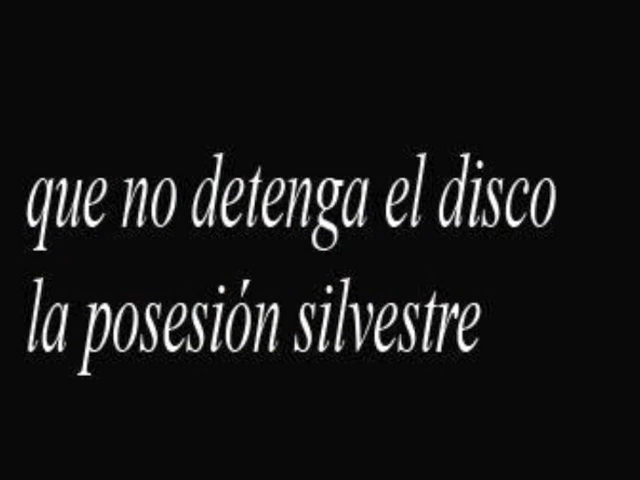 que no detenga el disco
la posesión silvestre